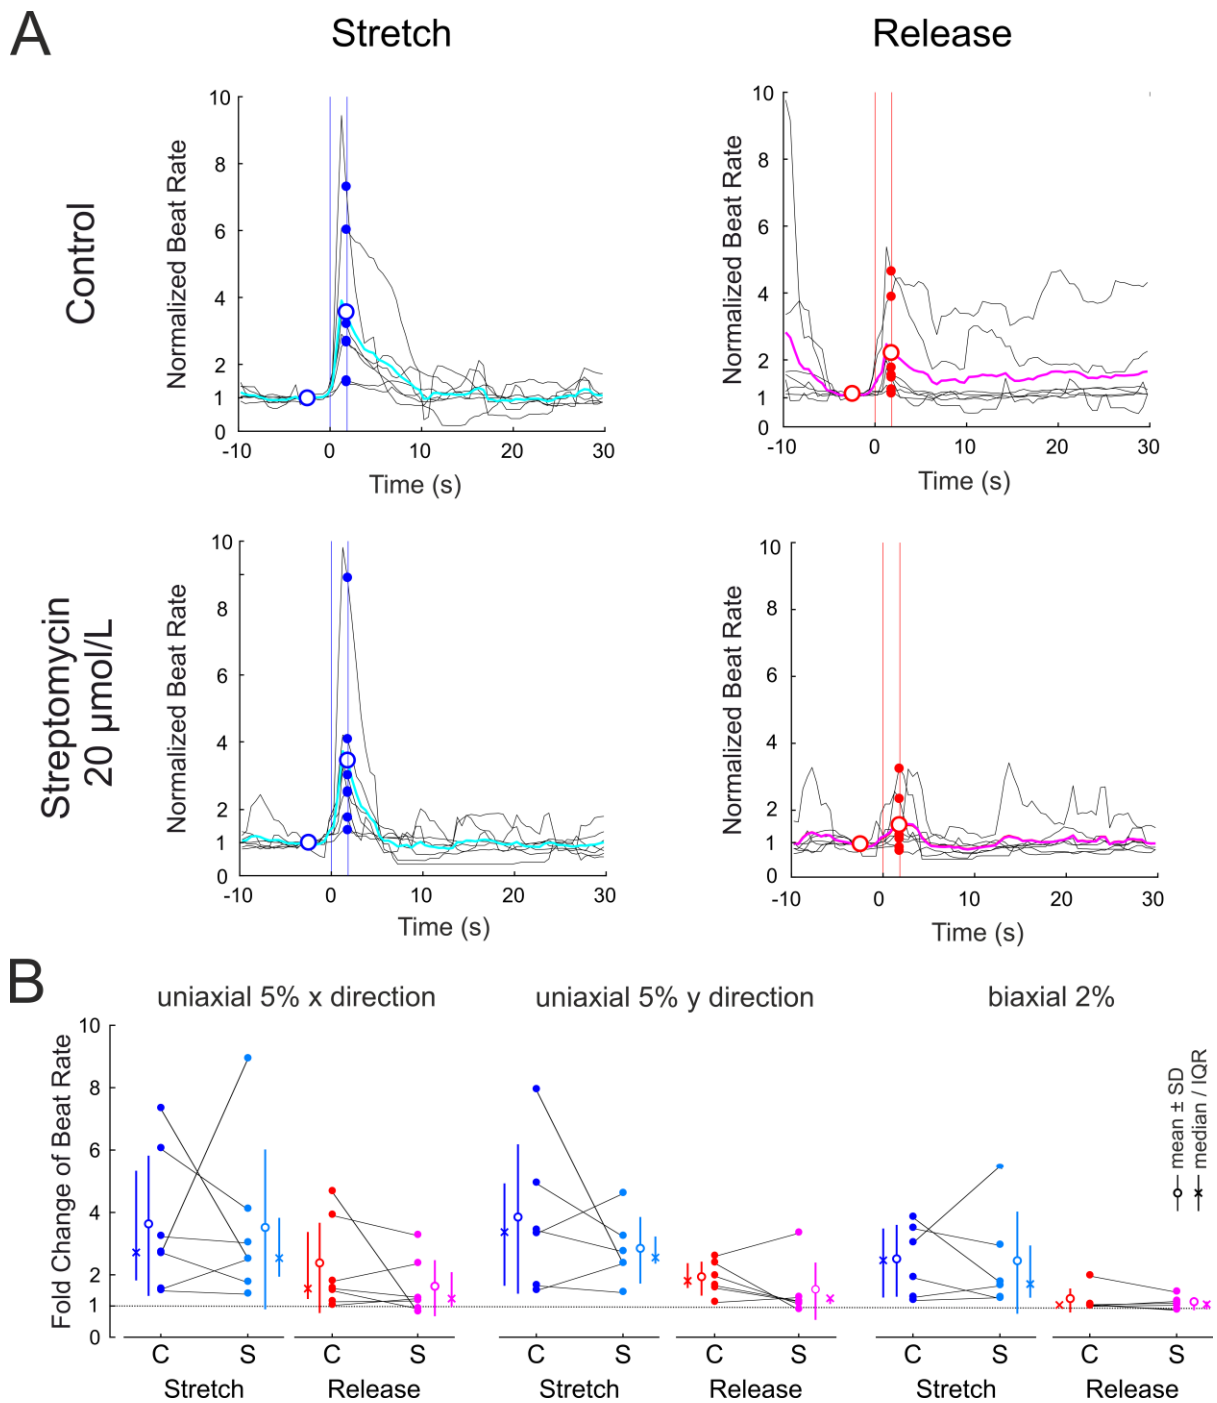 A
Stretch
Release
Control
Normalized Beat Rate
10
8
6
4
2
1
0
-10
0
10
20
30
Time (s)
Normalized Beat Rate
10
8
6
4
2
1
0
-10
0
10
20
30
Time (s)
Streptomycin
20 µmol/L
Normalized Beat Rate
10
8
6
4
2
1
0
-10
0
10
20
30
Time (s)
Normalized Beat Rate
10
8
6
4
2
1
0
-10
0
10
20
30
Time (s)
B
uniaxial 5% x direction
uniaxial 5% y direction
biaxial 2%
Fold Change of Beat Rate
10
8
6
4
2
1
0
mean ± SD
median / IQR
C S C S C S C S C S C S
Stretch Release Stretch Release Stretch Release